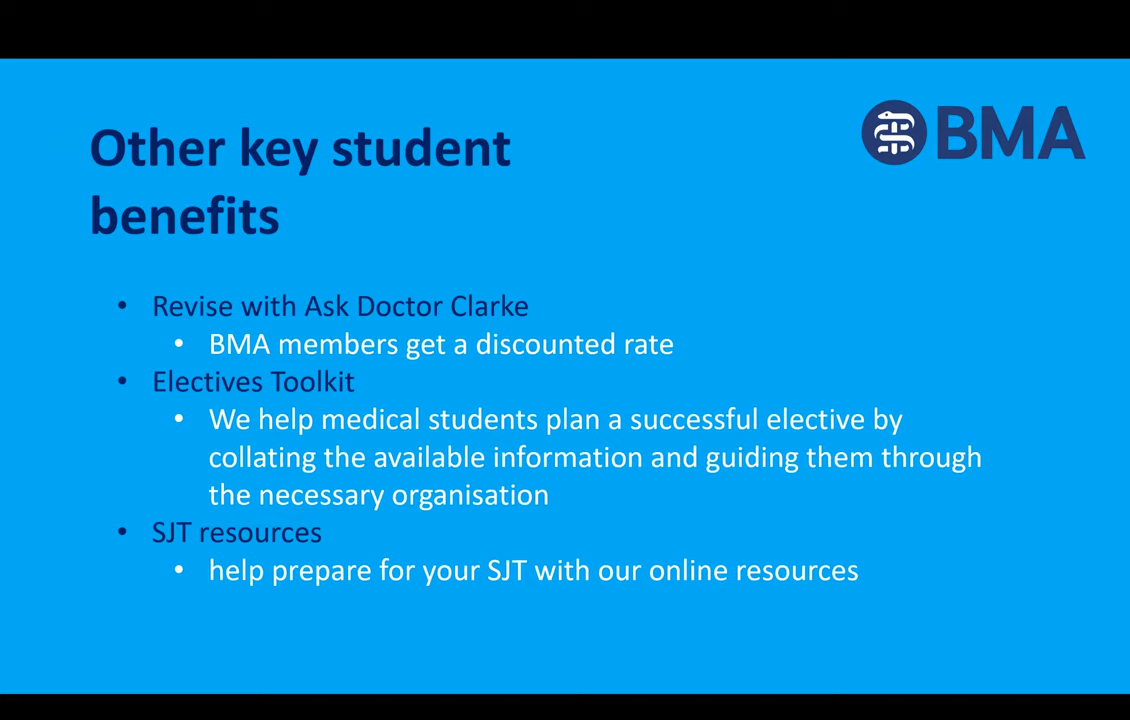 Other key student
benefits
BMA
• Revise with Ask Doctor Clarke
• BMA members get a discounted rate
• Electives Toolkit
• We help medical students plan a successful elective by
collating the available information and guiding them through
the necessary organisation
• SJT resources
• help prepare for your SJT with our online resources